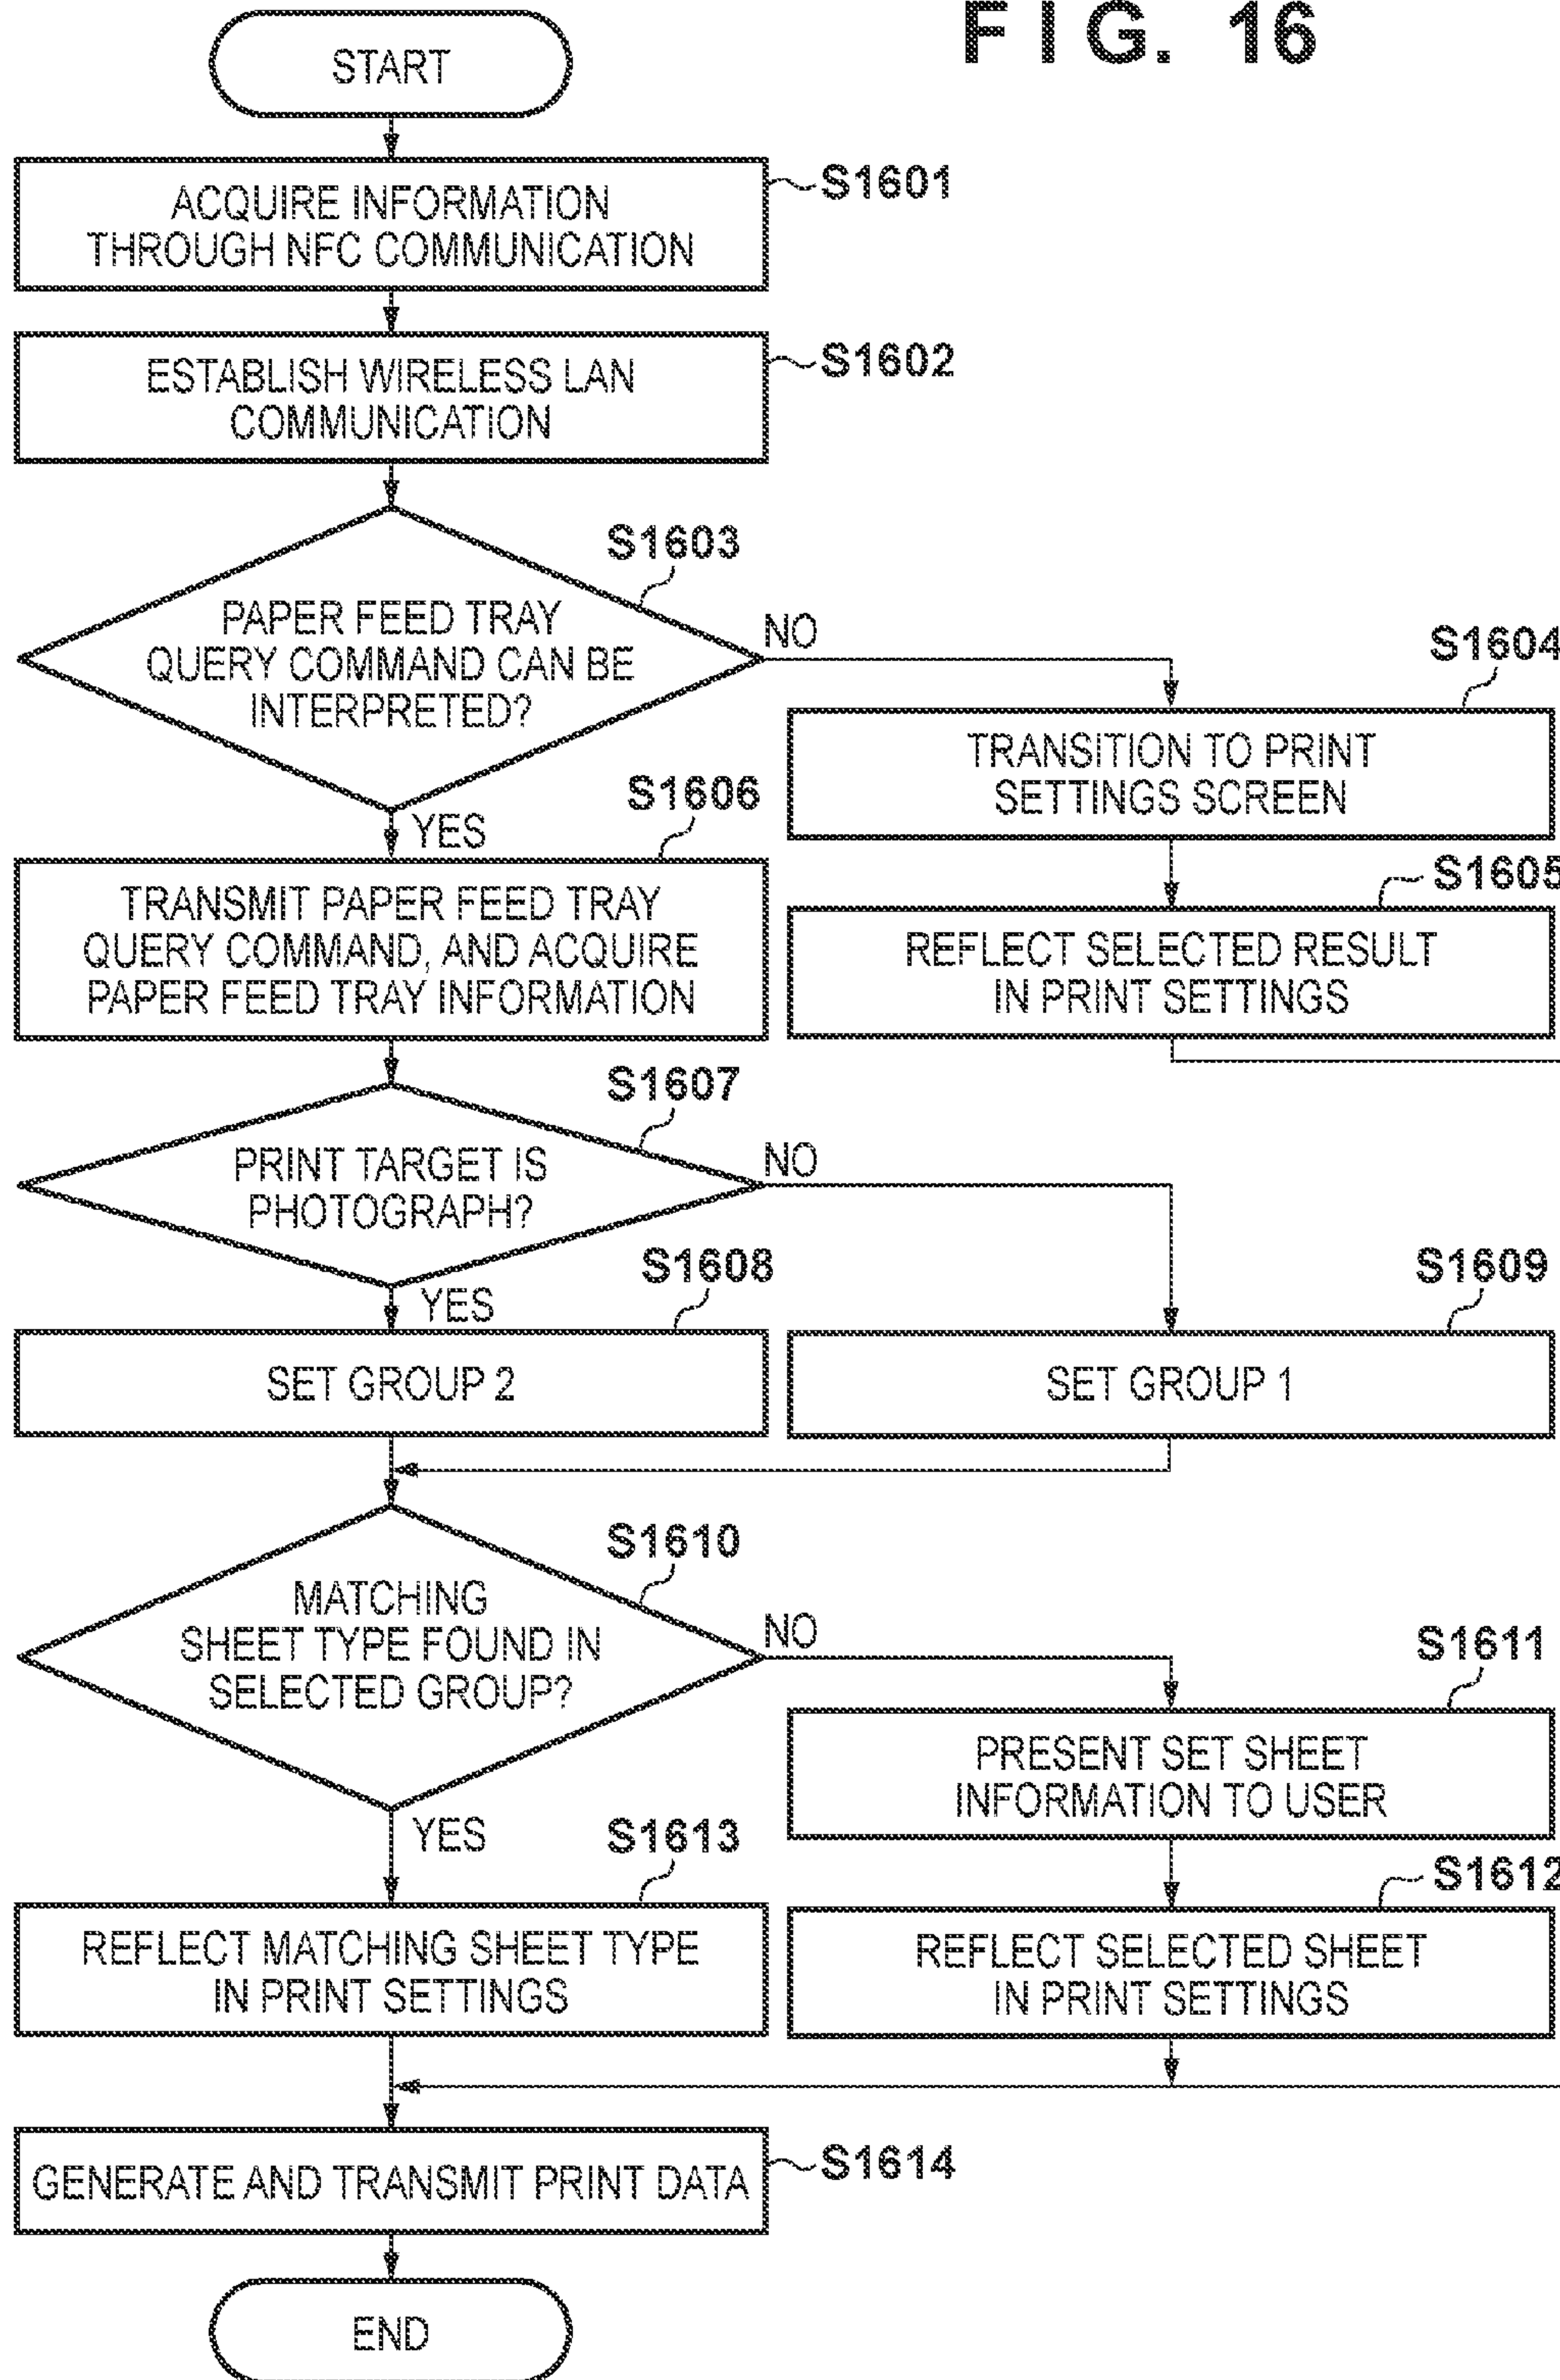 FIG. 16
START
S1601
ACQUIRE INFORMATION
THROUGH NFC COMMUNICATION
S1602
ESTABLISH WIRELESS LAN
COMMUNICATION
S1603
PAPER FEED TRAY
QUERY COMMAND CAN BE
INTERPRETED?
NO
YES
S1604
TRANSITION TO PRINT
SETTINGS SCREEN
S1605
REFLECT SELECTED RESULT
IN PRINT SETTINGS
S1606
TRANSMIT PAPER FEED TRAY
QUERY COMMAND, AND ACQUIRE
PAPER FEED TRAY INFORMATION
S1607
PRINT TARGET IS
PHOTOGRAPH?
NO
YES
S1608
SET GROUP 2
S1609
SET GROUP 1
S1610
MATCHING
SHEET TYPE FOUND IN
SELECTED GROUP?
NO
YES
S1611
PRESENT SET SHEET
INFORMATION TO USER
S1612
REFLECT SELECTED SHEET
IN PRINT SETTINGS
S1613
REFLECT MATCHING SHEET TYPE
IN PRINT SETTINGS
S1614
GENERATE AND TRANSMIT PRINT DATA
END